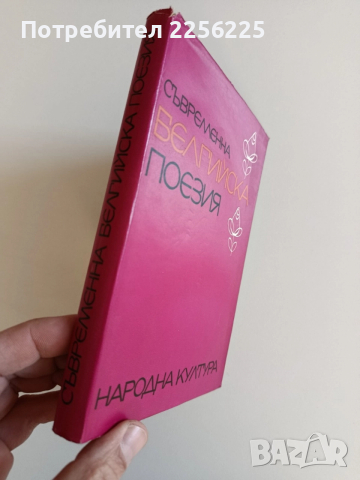 Потребител 2256225
СЪВРЕМЕННА
БЕЛГИЙСКА
ПОЕЗИЯ
НАРОДНА КУЛТУРА
СЪВРЕМЕННА БЕЛГИЙСКА ПОЕЗИЯ
BAZAR